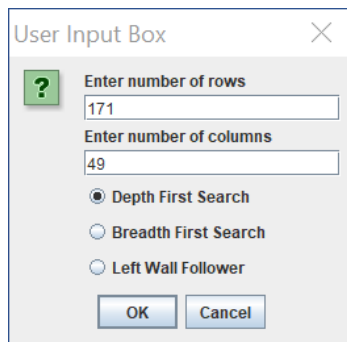 User Input Box
?
Enter number of rows
171
Enter number of columns
49
Depth First Search
Breadth First Search
Left Wall Follower
OK Cancel